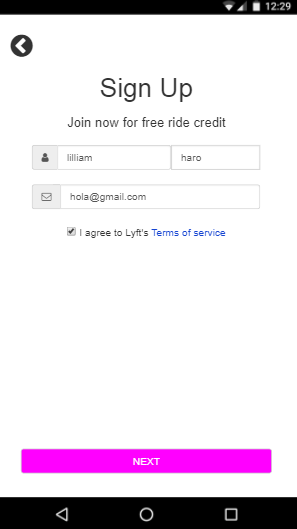 12:29
Sign Up
Join now for free ride credit
lilliam haro
hola@gmail.com
I agree to Lyft's Terms of service
NEXT